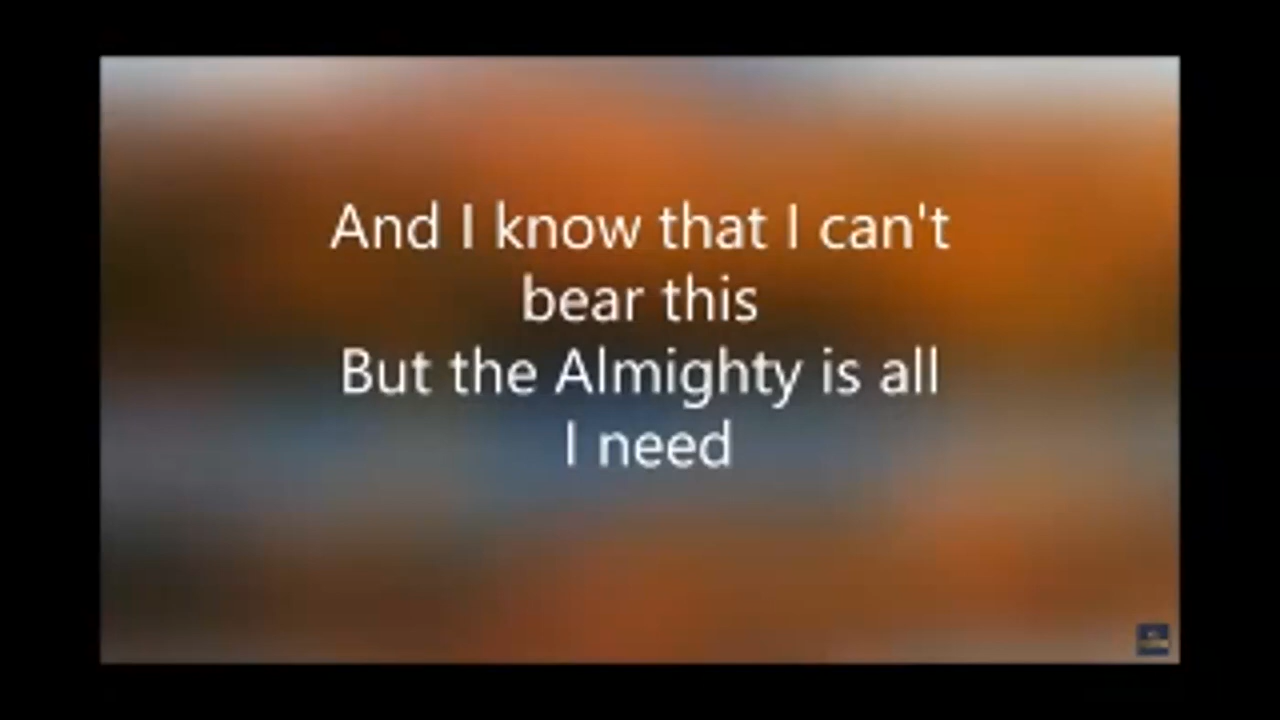 And I know that I can't
bear this
But the Almighty is all
I need